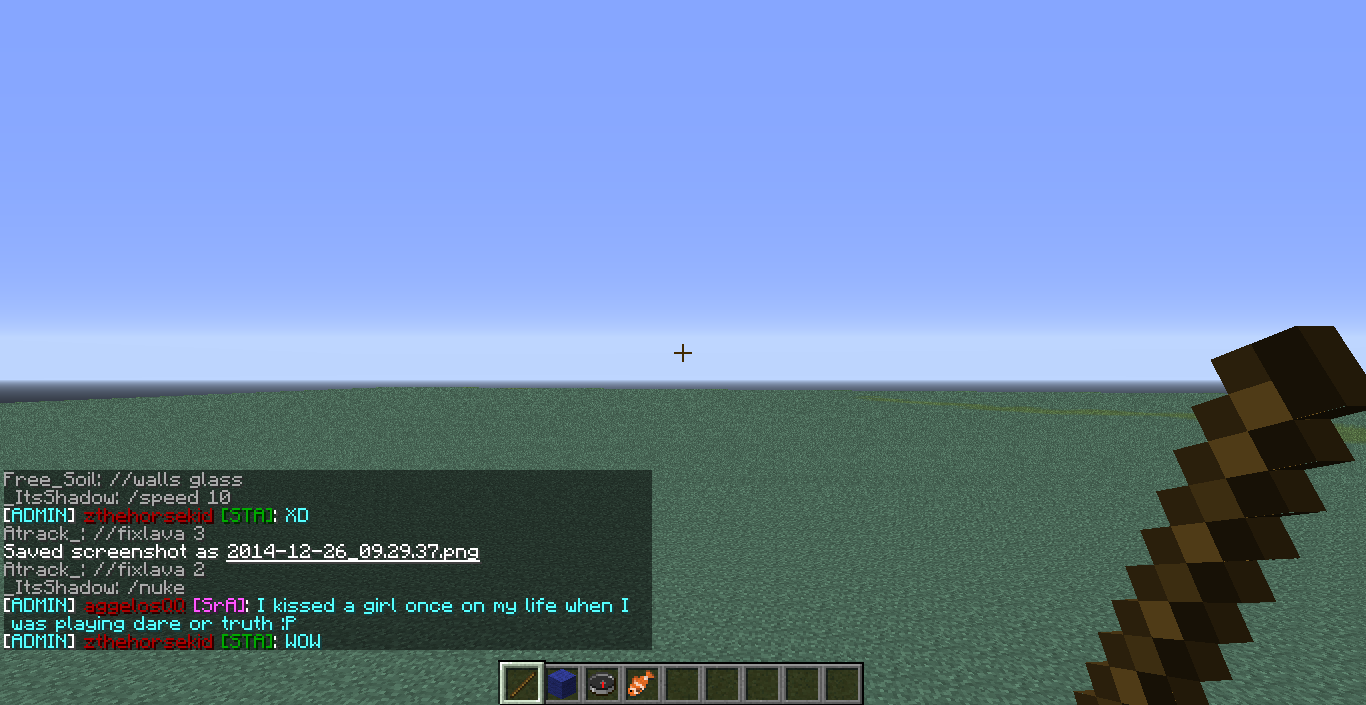 Free_Soil: //walls glass
_ItsShadow: /speed 10
[ADMIN] zthehorsekid [STA]: XD
Atrack_: //fixlava 3
Saved screenshot as 2014-12-26_09.29.37.png
Atrack_: //fixlava 2
_ItsShadow: /nuke
[ADMIN] aggelosQQ [SrA]: I kissed a girl once on my life when I
was playing dare or truth :P
[ADMIN] zthehorsekid [STA]: WOW